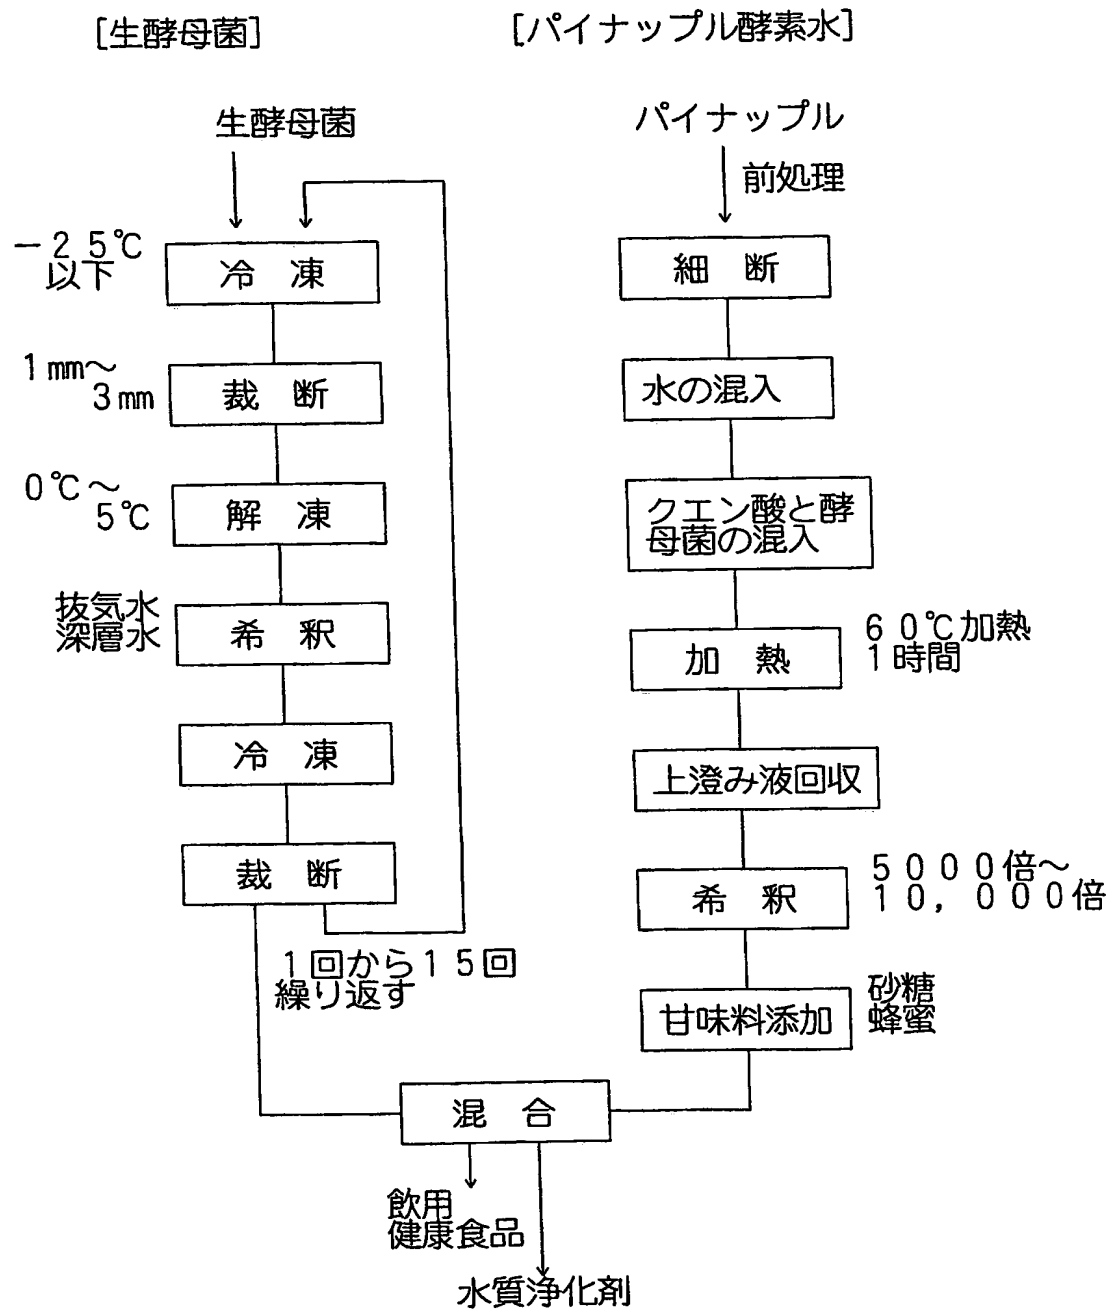 [生酵母菌]
生酵母菌
−25℃
以下
冷 凍
1mm〜
3mm
裁 断
0℃〜
5℃
解 凍
抜気水
深層水
希 釈
冷 凍
裁 断
1回から15回
繰り返す
[パイナップル酵素水]
パイナップル
前処理
細 断
水の混入
クエン酸と酵
母菌の混入
加 熱
60℃加熱
1時間
上澄み液回収
希 釈
5000倍〜
10,000倍
甘味料添加
砂糖
蜂蜜
混 合
飲用
健康食品
水質浄化剤